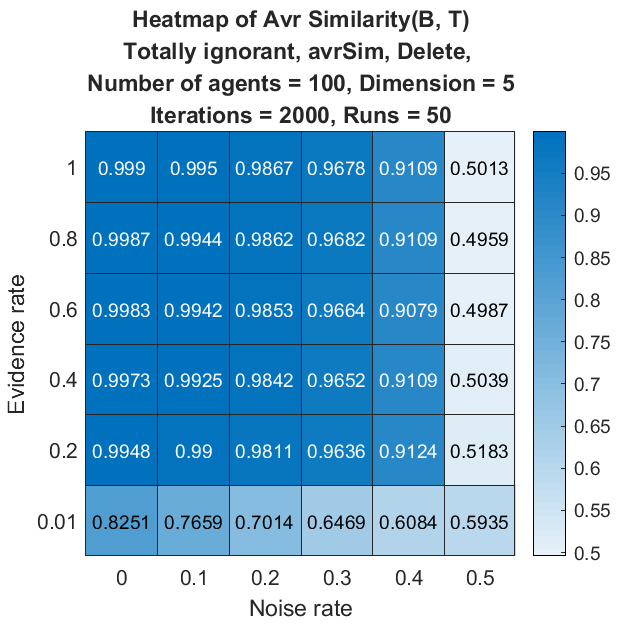 Heatmap of Avr Similarity(B, T)
Totally ignorant, avrSim, Delete,
Number of agents = 100, Dimension = 5
Iterations = 2000, Runs = 50
1 0.999 0.995 0.9867 0.9678 0.9109 0.5013
0.8 0.9987 0.9944 0.9862 0.9682 0.9109 0.4959
0.6 0.9983 0.9942 0.9853 0.9664 0.9079 0.4987
0.4 0.9973 0.9925 0.9842 0.9652 0.9109 0.5039
0.2 0.9948 0.99 0.9811 0.9636 0.9124 0.5183
0.01 0.8251 0.7659 0.7014 0.6469 0.6084 0.5935
0 0.1 0.2 0.3 0.4 0.5
Noise rate
Evidence rate
0.95
0.9
0.85
0.8
0.75
0.7
0.65
0.6
0.55
0.5